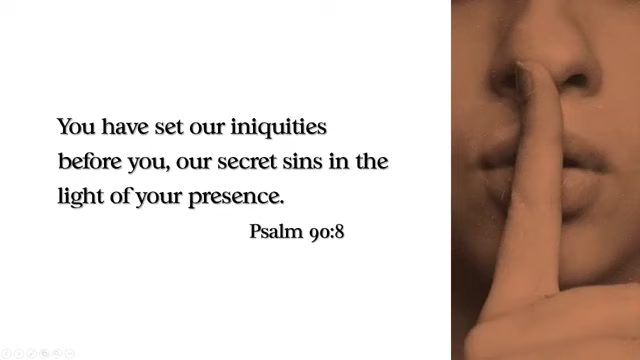 You have set our iniquities
before you, our secret sins in the
light of your presence.
Psalm 90:8